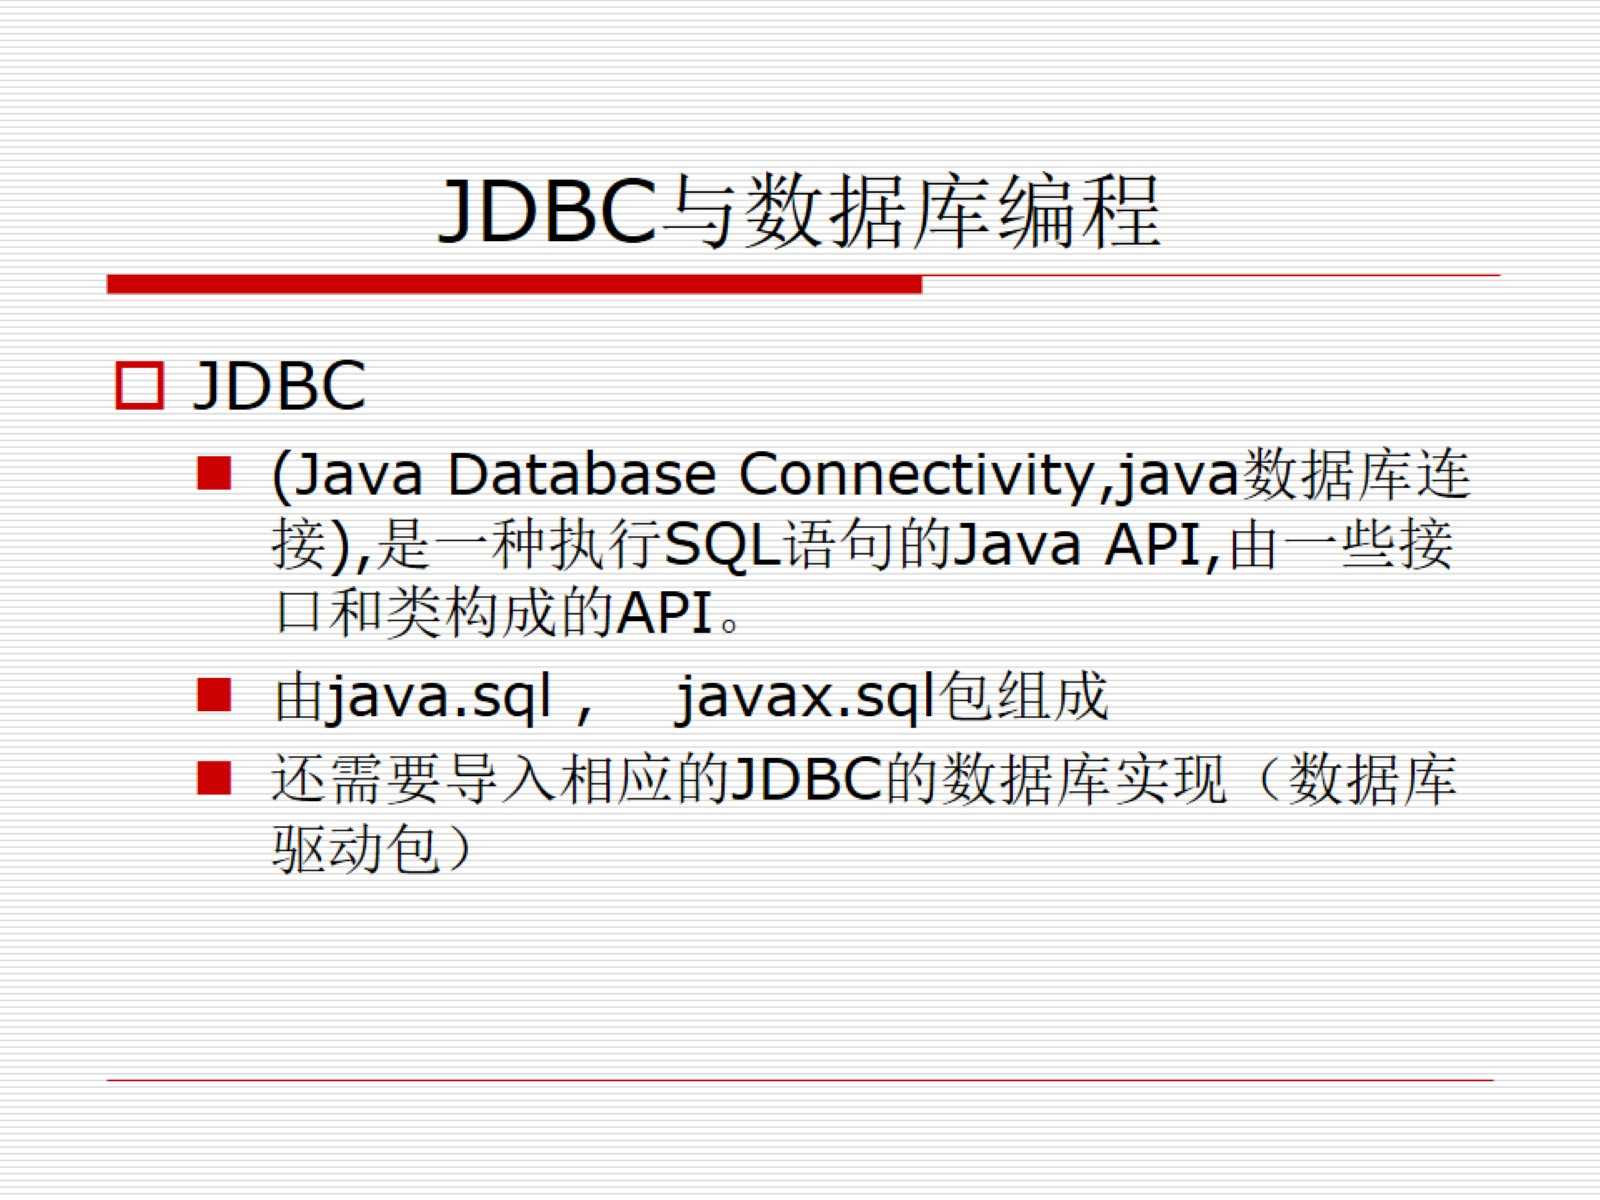 JDBC与数据库编程
JDBC
(Java Database Connectivity,java数据库连
接),是一种执行SQL语句的Java API,由一些接
口和类构成的API。
由java.sql ,    javax.sql包组成
还需要导入相应的JDBC的数据库实现（数据库
驱动包）